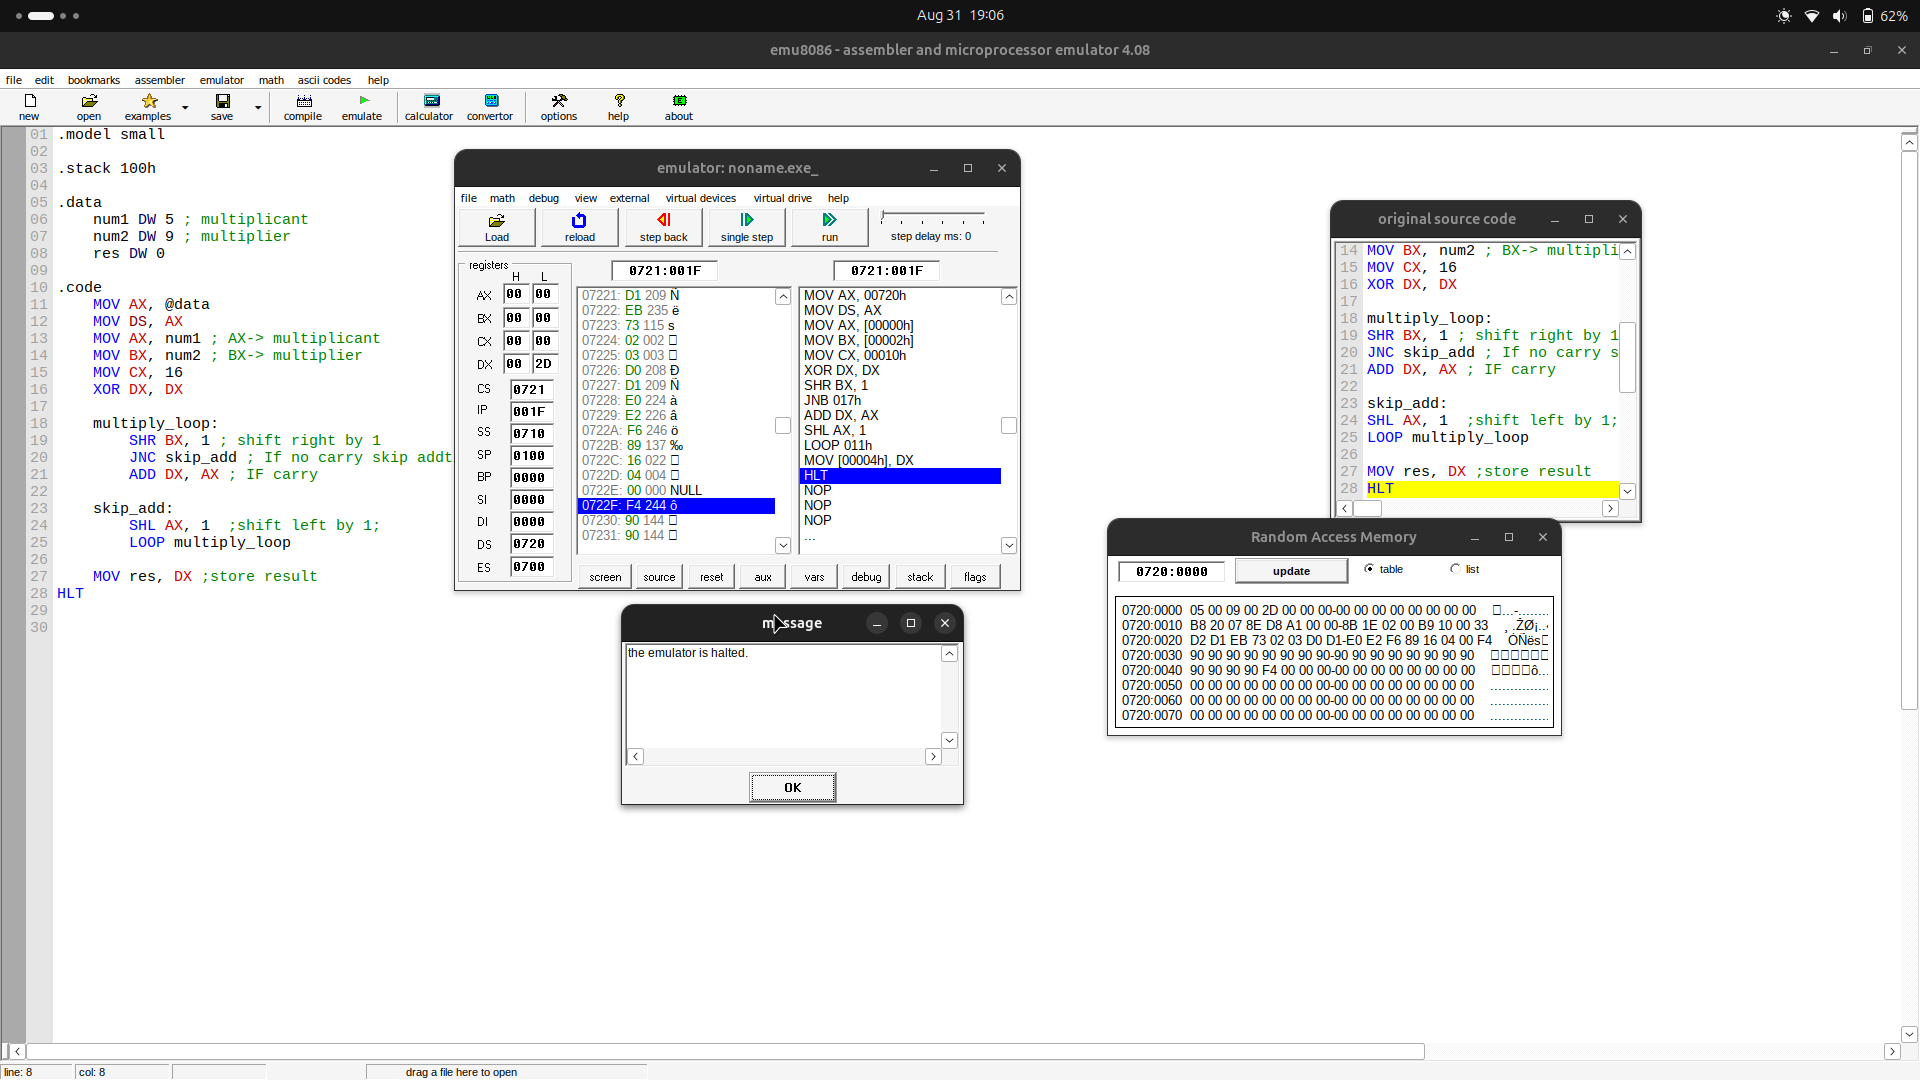 Aug 31 19:06
62%
emu8086 - assembler and microprocessor emulator 4.08
file edit bookmarks assembler emulator math ascii codes help
new open examples save compile emulate calculator convertor options help about
01 .model small
02
03 .stack 100h
04
05 .data
06 num1 DW 5 ; multiplicant
07 num2 DW 9 ; multiplier
08 res DW 0
09
10 .code
11 MOV AX, @data
12 MOV DS, AX
13 MOV AX, num1 ; AX-> multiplicant
14 MOV BX, num2 ; BX-> multiplier
15 MOV CX, 16
16 XOR DX, DX
17
18 multiply_loop:
19 SHR BX, 1 ; shift right by 1
20 JNC skip_add ; If no carry skip addt
21 ADD DX, AX ; IF carry
22
23 skip_add:
24 SHL AX, 1 ;shift left by 1;
25 LOOP multiply_loop
26
27 MOV res, DX ;store result
28 HLT
29
30
emulator: noname.exe_
file math debug view external virtual devices virtual drive help
Load reload step back single step run step delay ms: 0
registers
H L
AX 00 00
BX 00 00
CX 00 00
DX 00 2D
CS 0721
IP 001F
SS 0710
SP 0100
BP 0000
SI 0000
DI 0000
DS 0720
ES 0700
0721:001F
07221: D1 209 Ñ
07222: EB 235 ë
07223: 73 115 s
07224: 02 002
07225: 03 003
07226: D0 208 Ð
07227: D1 209 Ñ
07228: E0 224 à
07229: E2 226 â
0722A: F6 246 ö
0722B: 89 137 ‰
0722C: 16 022
0722D: 04 004
0722E: 00 000 NULL
0722F: F4 244 ô
07230: 90 144
07231: 90 144
0721:001F
MOV AX, 00720h
MOV DS, AX
MOV AX, [00000h]
MOV BX, [00002h]
MOV CX, 00010h
XOR DX, DX
SHR BX, 1
JNB 017h
ADD DX, AX
SHL AX, 1
LOOP 011h
MOV [00004h], DX
HLT
NOP
NOP
NOP
...
screen source reset aux vars debug stack flags
message
the emulator is halted.
OK
original source code
14 MOV BX, num2 ; BX-> multipli
15 MOV CX, 16
16 XOR DX, DX
17
18 multiply_loop:
19 SHR BX, 1 ; shift right by 1
20 JNC skip_add ; If no carry s
21 ADD DX, AX ; IF carry
22
23 skip_add:
24 SHL AX, 1 ;shift left by 1;
25 LOOP multiply_loop
26
27 MOV res, DX ;store result
28 HLT
Random Access Memory
0720:0000 update table list
0720:0000 05 00 09 00 2D 00 00 00-00 00 00 00 00 00 00 00 ...-........
0720:0010 B8 20 07 8E D8 A1 00 00-8B 1E 02 00 B9 10 00 33 ¸ .ŽØ¡..‹
0720:0020 D2 D1 EB 73 02 03 D0 D1-E0 E2 F6 89 16 04 00 F4 ÒÑës
0720:0030 90 90 90 90 90 90 90 90-90 90 90 90 90 90 90 90
0720:0040 90 90 90 90 F4 00 00 00-00 00 00 00 00 00 00 00 ô...
0720:0050 00 00 00 00 00 00 00 00-00 00 00 00 00 00 00 00 ...............
0720:0060 00 00 00 00 00 00 00 00-00 00 00 00 00 00 00 00 ...............
0720:0070 00 00 00 00 00 00 00 00-00 00 00 00 00 00 00 00 ...............
line: 8 col: 8 drag a file here to open